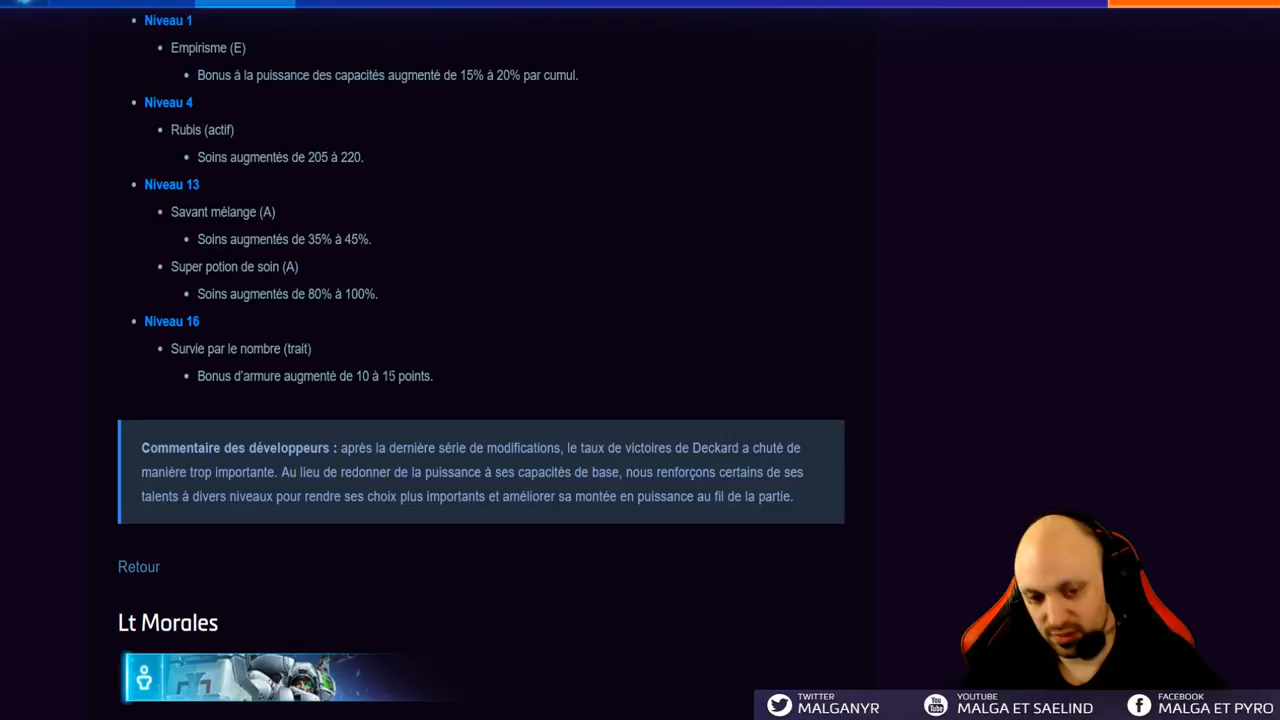 Niveau 1
Empirisme (E)
Bonus à la puissance des capacités augmenté de 15% à 20% par cumul.
Niveau 4
Rubis (actif)
Soins augmentés de 205 à 220.
Niveau 13
Savant mélange (A)
Soins augmentés de 35% à 45%.
Super potion de soin (A)
Soins augmentés de 80% à 100%.
Niveau 16
Survie par le nombre (trait)
Bonus d'armure augmenté de 10 à 15 points.
Commentaire des développeurs : après la dernière série de modifications, le taux de victoires de Deckard a chuté de
manière trop importante. Au lieu de redonner de la puissance à ses capacités de base, nous renforçons certains de ses
talents à divers niveaux pour rendre ses choix plus importants et améliorer sa montée en puissance au fil de la partie.
Retour
Lt Morales
TWITTER
MALGANYR
YOUTUBE
MALGA ET SAELIND
FACEBOOK
MALGA ET PYRO